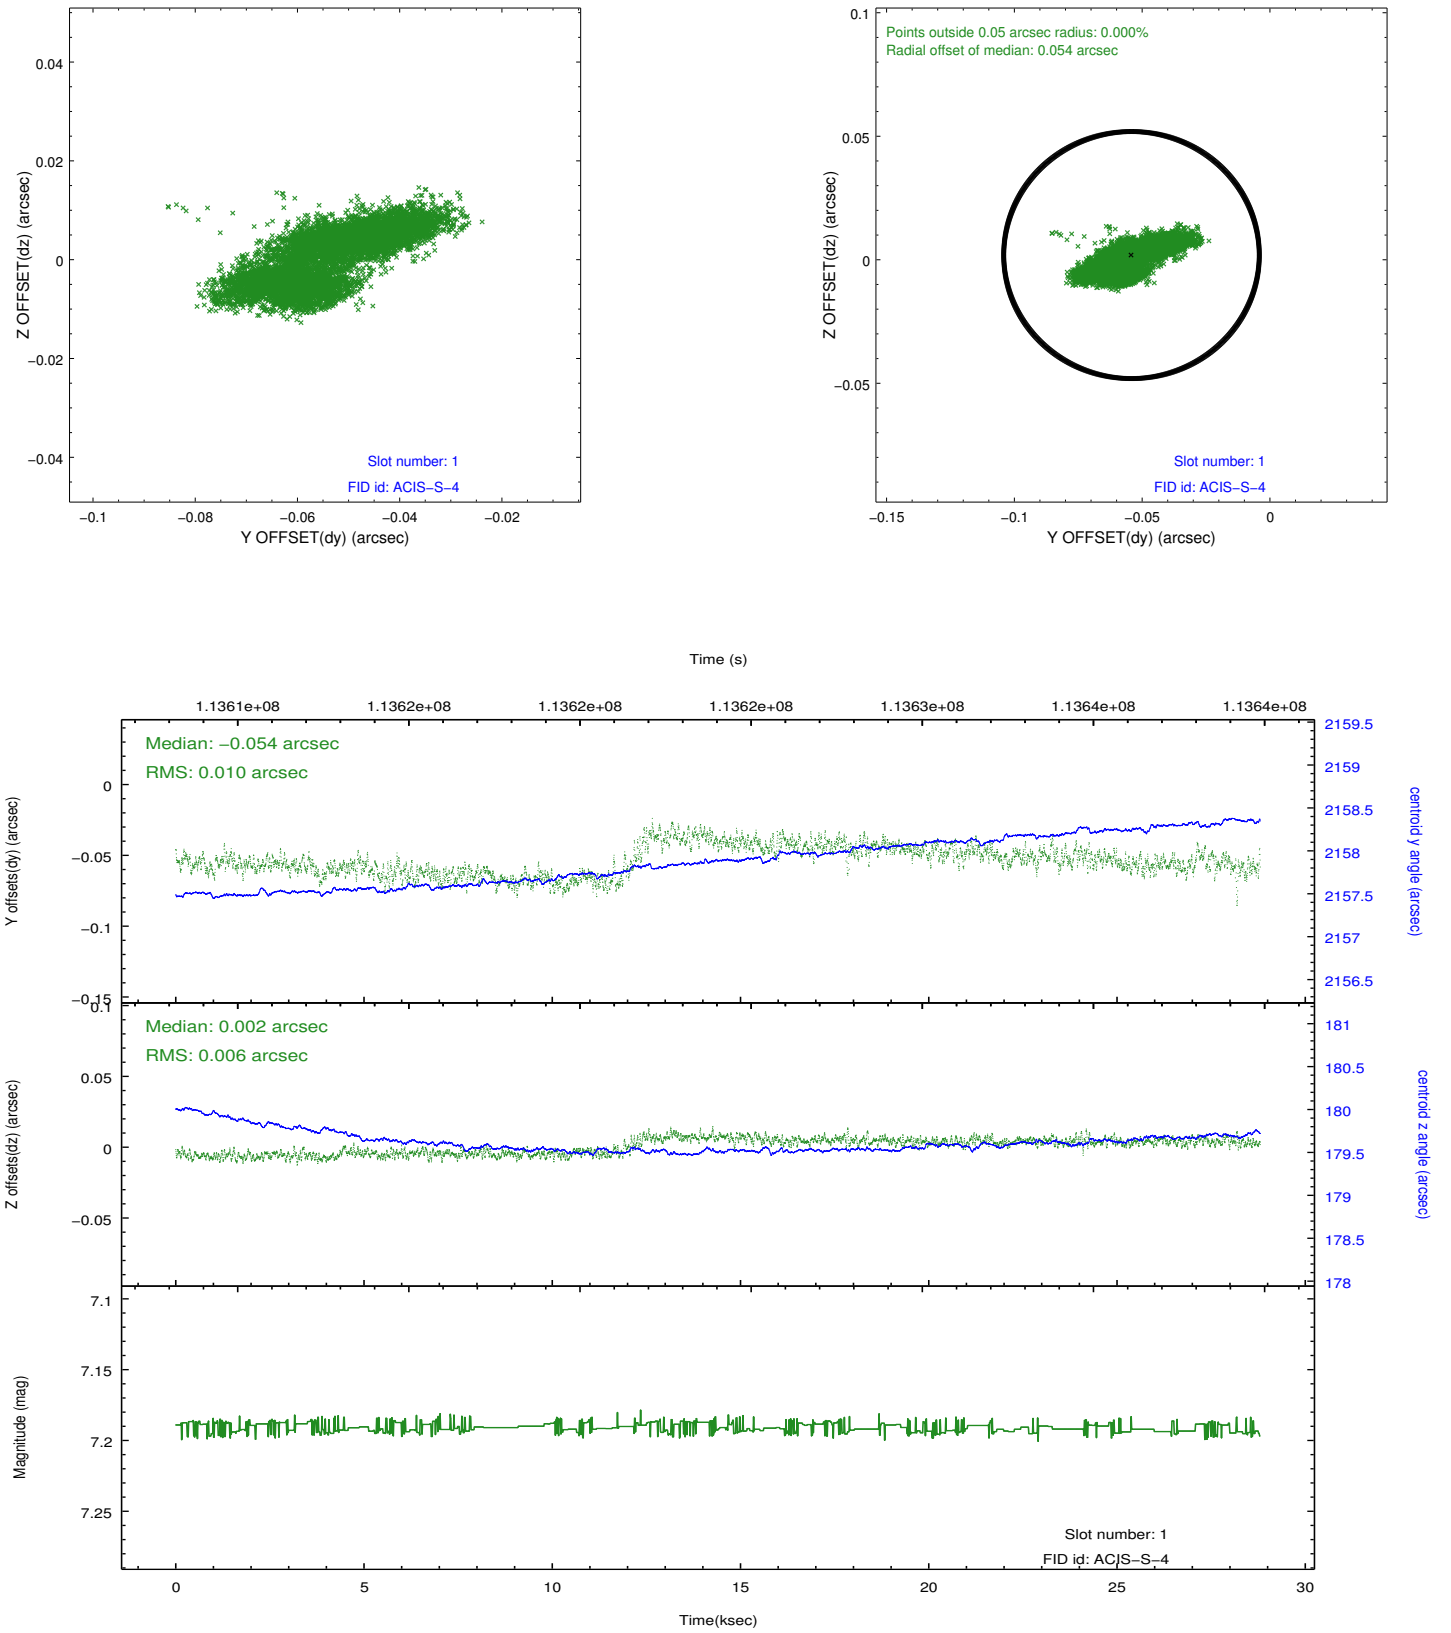 0.04
0.02
0
−0.02
−0.04
Z OFFSET(dz) (arcsec)
Slot number: 1
FID id: ACIS−S−4
−0.1
−0.08
−0.06
−0.04
−0.02
Y OFFSET(dy) (arcsec)
Points outside 0.05 arcsec radius: 0.000%
Radial offset of median: 0.054 arcsec
0.1
0.05
0
−0.05
Z OFFSET(dz) (arcsec)
Slot number: 1
FID id: ACIS−S−4
−0.15
−0.1
−0.05
0
Y OFFSET(dy) (arcsec)
Time (s)
1.1361e+08
1.1362e+08
1.1362e+08
1.1362e+08
1.1363e+08
1.1364e+08
1.1364e+08
Median: −0.054 arcsec
RMS: 0.010 arcsec
0
−0.05
−0.1
−0.15
Y offsets(dy) (arcsec)
2159.5
2159
2158.5
2158
2157.5
2157
2156.5
centroid y angle (arcsec)
Median: 0.002 arcsec
RMS: 0.006 arcsec
0.1
0.05
0
−0.05
Z offsets(dz) (arcsec)
181
180.5
180
179.5
179
178.5
178
centroid z angle (arcsec)
7.1
7.15
7.2
7.25
Magnitude (mag)
Slot number: 1
FID id: ACIS−S−4
0
5
10
15
20
25
30
Time(ksec)